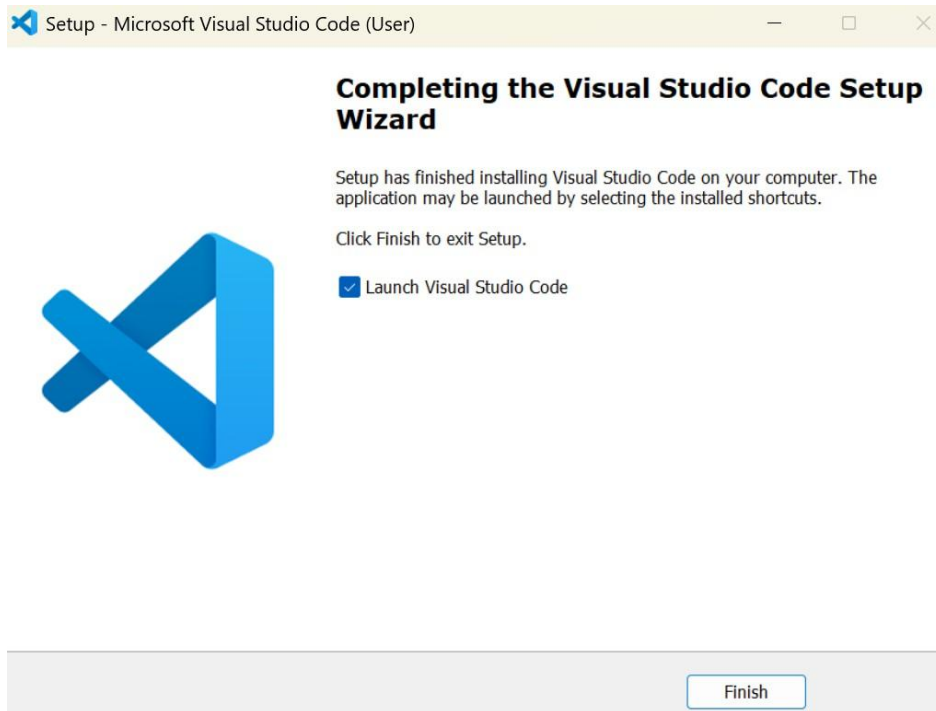 Setup - Microsoft Visual Studio Code (User)
Completing the Visual Studio Code Setup
Wizard
Setup has finished installing Visual Studio Code on your computer. The
application may be launched by selecting the installed shortcuts.
Click Finish to exit Setup.
Launch Visual Studio Code
Finish